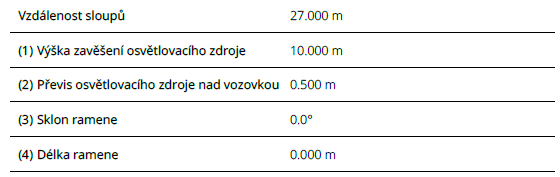 Vzdálenost sloupů 27.000 m
(1) Výška zavěšení osvětlovacího zdroje 10.000 m
(2) Převis osvětlovacího zdroje nad vozovkou 0.500 m
(3) Sklon ramene 0.0°
(4) Délka ramene 0.000 m